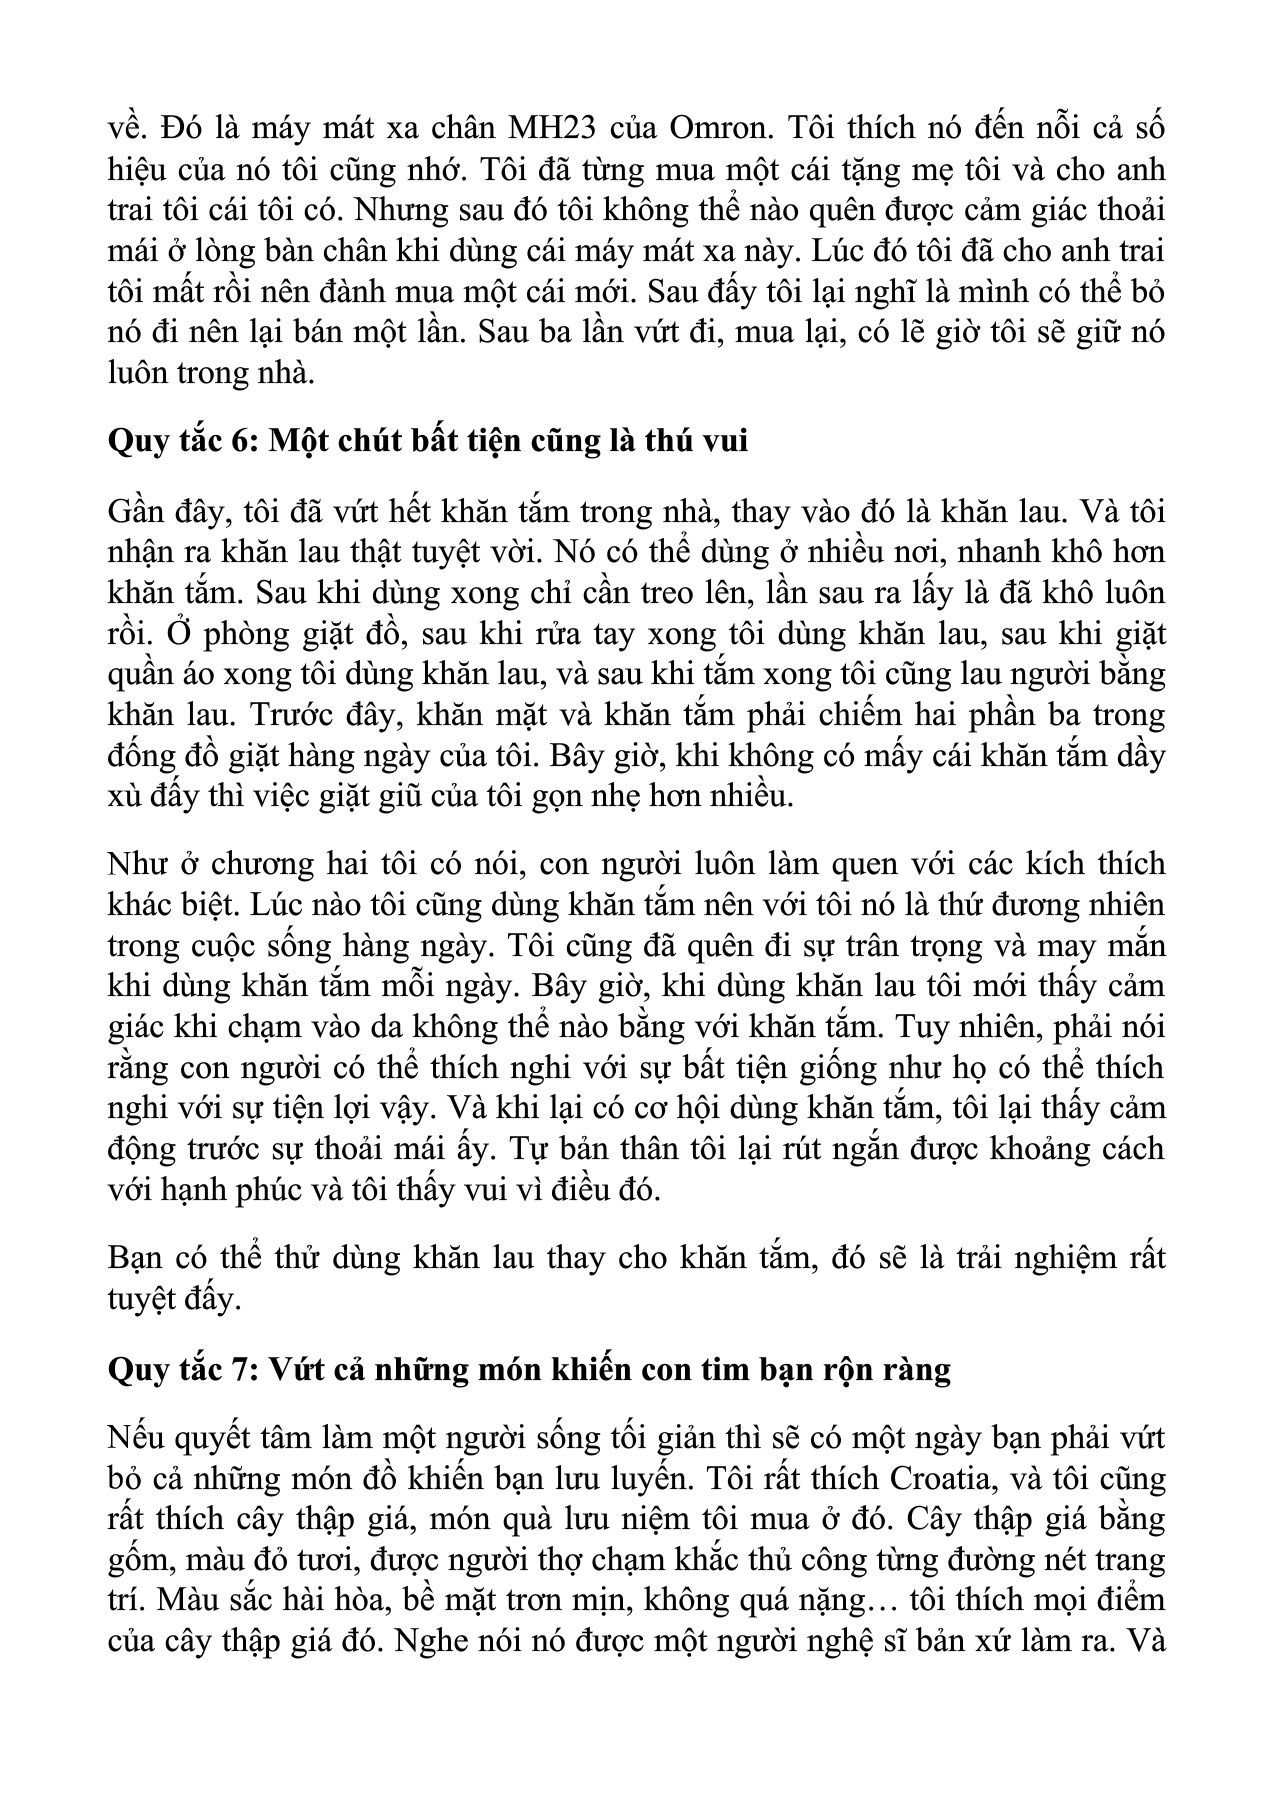 về. Đó là máy mát xa chân MH23 của Omron. Tôi thích nó đến nỗi cả số
hiệu của nó tôi cũng nhớ. Tôi đã từng mua một cái tặng mẹ tôi và cho anh
trai tôi cái tôi có. Nhưng sau đó tôi không thể nào quên được cảm giác thoải
mái ở lòng bàn chân khi dùng cái máy mát xa này. Lúc đó tôi đã cho anh trai
tôi mất rồi nên đành mua một cái mới. Sau đấy tôi lại nghĩ là mình có thể bỏ
nó đi nên lại bán một lần. Sau ba lần vứt đi, mua lại, có lẽ giờ tôi sẽ giữ nó
luôn trong nhà.
Quy tắc 6: Một chút bất tiện cũng là thú vui
Gần đây, tôi đã vứt hết khăn tắm trong nhà, thay vào đó là khăn lau. Và tôi
nhận ra khăn lau thật tuyệt vời. Nó có thể dùng ở nhiều nơi, nhanh khô hơn
khăn tắm. Sau khi dùng xong chỉ cần treo lên, lần sau ra lấy là đã khô luôn
rồi. Ở phòng giặt đồ, sau khi rửa tay xong tôi dùng khăn lau, sau khi giặt
quần áo xong tôi dùng khăn lau, và sau khi tắm xong tôi cũng lau người bằng
khăn lau. Trước đây, khăn mặt và khăn tắm phải chiếm hai phần ba trong
đống đồ giặt hàng ngày của tôi. Bây giờ, khi không có mấy cái khăn tắm dầy
xù đấy thì việc giặt giũ của tôi gọn nhẹ hơn nhiều.
Như ở chương hai tôi có nói, con người luôn làm quen với các kích thích
khác biệt. Lúc nào tôi cũng dùng khăn tắm nên với tôi nó là thứ đương nhiên
trong cuộc sống hàng ngày. Tôi cũng đã quên đi sự trân trọng và may mắn
khi dùng khăn tắm mỗi ngày. Bây giờ, khi dùng khăn lau tôi mới thấy cảm
giác khi chạm vào da không thể nào bằng với khăn tắm. Tuy nhiên, phải nói
rằng con người có thể thích nghi với sự bất tiện giống như họ có thể thích
nghi với sự tiện lợi vậy. Và khi lại có cơ hội dùng khăn tắm, tôi lại thấy cảm
động trước sự thoải mái ấy. Tự bản thân tôi lại rút ngắn được khoảng cách
với hạnh phúc và tôi thấy vui vì điều đó.
Bạn có thể thử dùng khăn lau thay cho khăn tắm, đó sẽ là trải nghiệm rất
tuyệt đấy.
Quy tắc 7: Vứt cả những món khiến con tim bạn rộn ràng
Nếu quyết tâm làm một người sống tối giản thì sẽ có một ngày bạn phải vứt
bỏ cả những món đồ khiến bạn lưu luyến. Tôi rất thích Croatia, và tôi cũng
rất thích cây thập giá, món quà lưu niệm tôi mua ở đó. Cây thập giá bằng
gốm, màu đỏ tươi, được người thợ chạm khắc thủ công từng đường nét trang
trí. Màu sắc hài hòa, bề mặt trơn mịn, không quá nặng… tôi thích mọi điểm
của cây thập giá đó. Nghe nói nó được một người nghệ sĩ bản xứ làm ra. Và